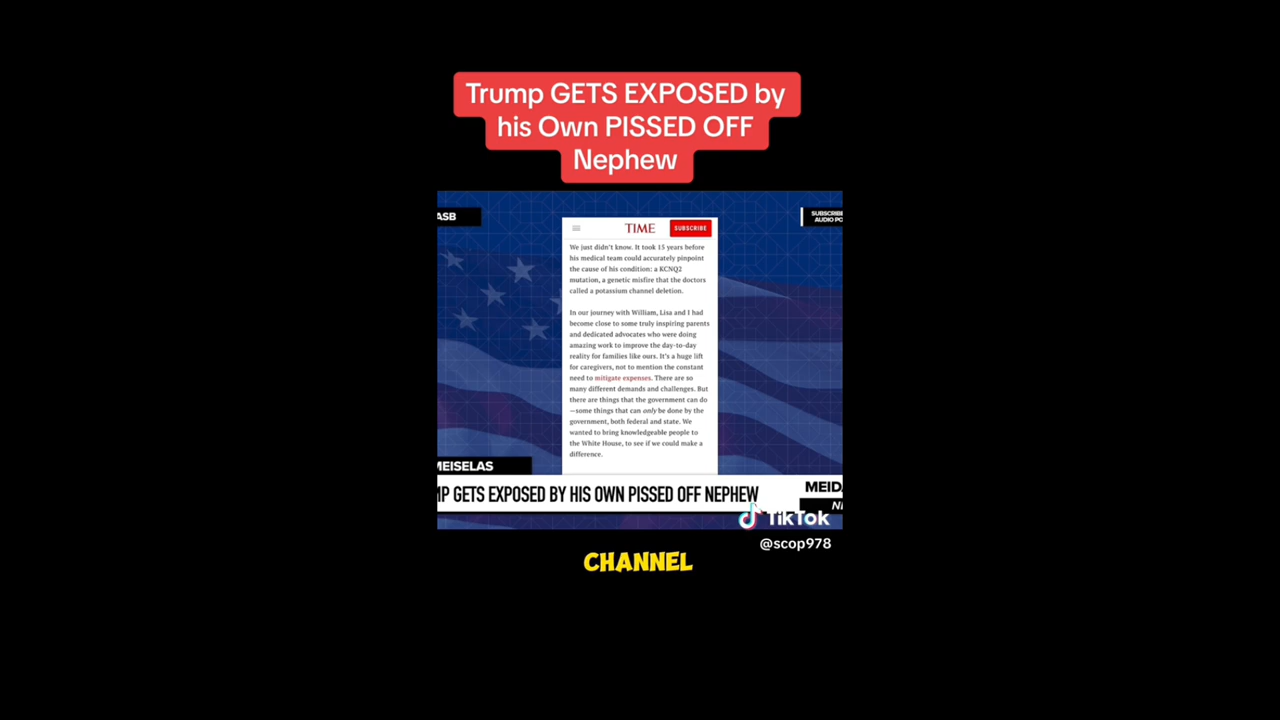 Trump GETS EXPOSED by
his Own PISSED OFF
Nephew
ASB
SUBSCRIBE
AUDIO PO
TIME
SUBSCRIBE
We just didn't know. It took 15 years before
his medical team could accurately pinpoint
the cause of his condition: a KCNQ2
mutation, a genetic misfire that the doctors
called a potassium channel deletion.
In our journey with William, Lisa and I had
become close to some truly inspiring parents
and dedicated advocates who were doing
amazing work to improve the day-to-day
reality for families like ours. It's a huge lift
for caregivers, not to mention the constant
need to mitigate expenses. There are so
many different demands and challenges. But
there are things that the government can do
—some things that can only be done by the
government, both federal and state. We
wanted to bring knowledgeable people to
the White House, to see if we could make a
difference.
MEISELAS
MP GETS EXPOSED BY HIS OWN PISSED OFF NEPHEW
MEIDA
TikTok
@scop978
CHANNEL